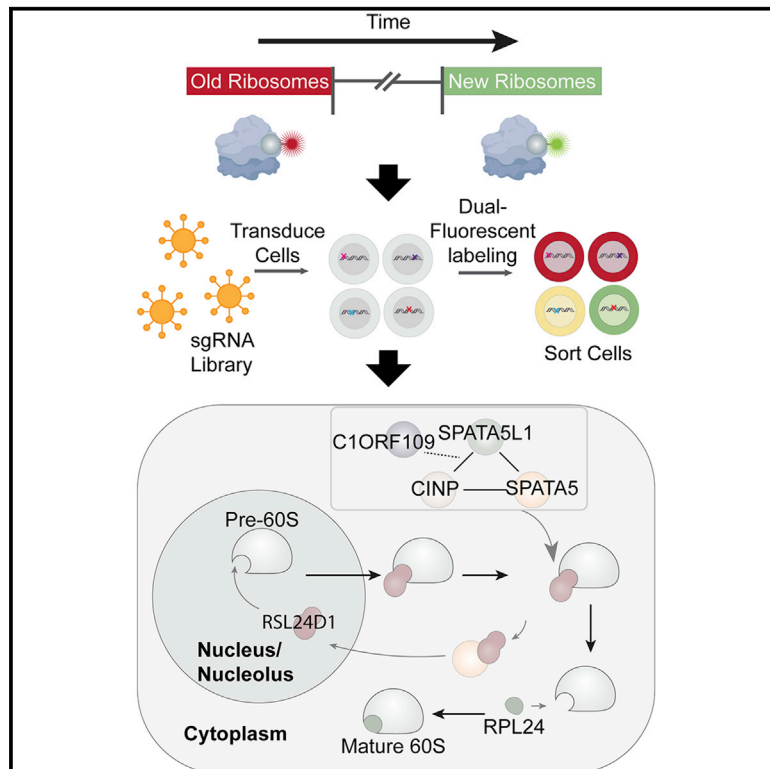 Time
Old Ribosomes
New Ribosomes
Transduce
Cells
Dual-
Fluorescent
labeling
sgRNA
Library
Sort Cells
C1ORF109
SPATA5L1
CINP
SPATA5
Pre-60S
RSL24D1
Nucleus/
Nucleolus
RPL24
Cytoplasm
Mature 60S